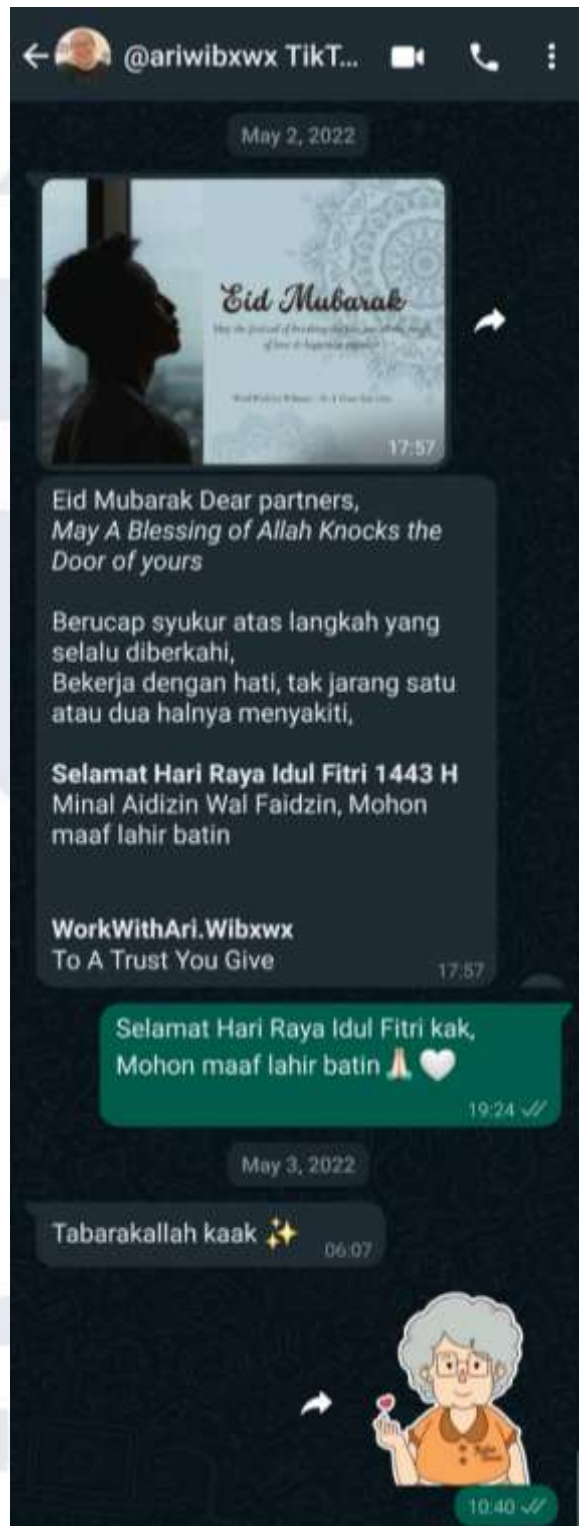 @ariwibxwx TikT...
May 2, 2022
Eid Mubarak
17:57
Eid Mubarak Dear partners,
May A Blessing of Allah Knocks the
Door of yours
Berucap syukur atas langkah yang
selalu diberkahi,
Bekerja dengan hati, tak jarang satu
atau dua halnya menyakiti,
Selamat Hari Raya Idul Fitri 1443 H
Minal Aidizin Wal Faidzin, Mohon
maaf lahir batin
WorkWithAri.Wibxwx
To A Trust You Give
17:57
Selamat Hari Raya Idul Fitri kak,
Mohon maaf lahir batin 🙏🏻 🤍
19:24
May 3, 2022
Tabarakallah kaak ✨
06:07
10:40